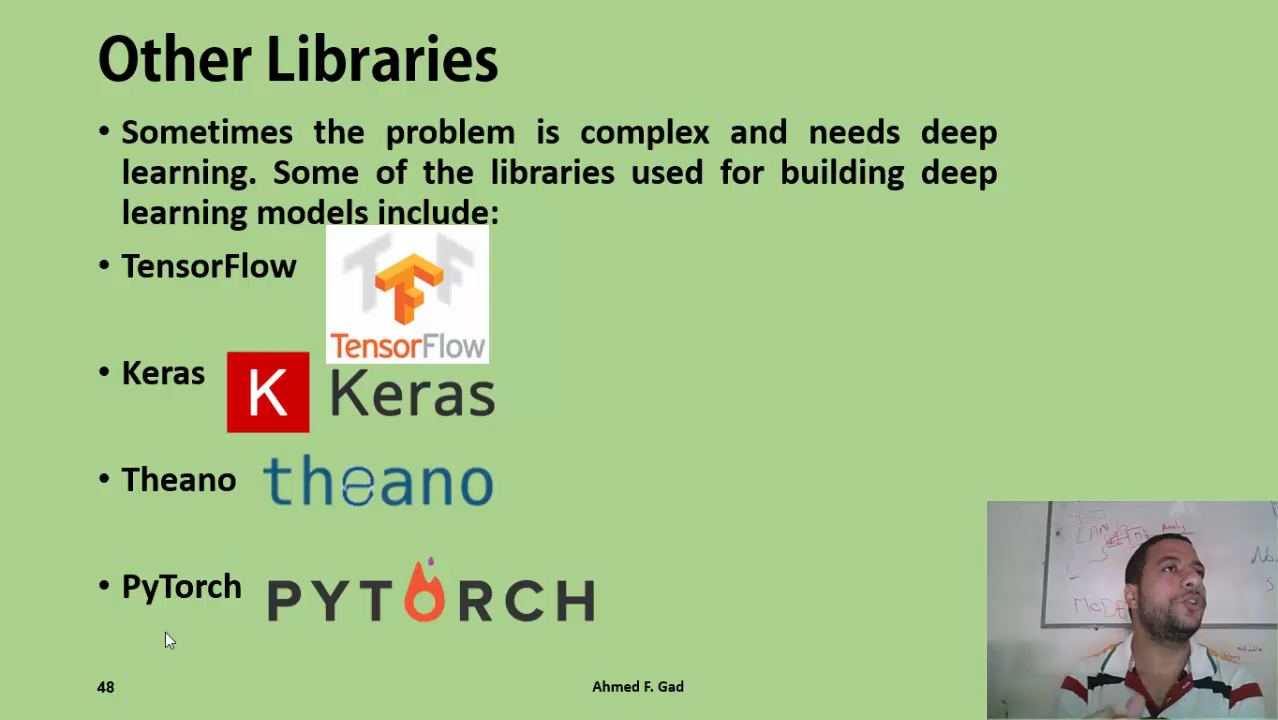 Other Libraries
• Sometimes the problem is complex and needs deep
learning. Some of the libraries used for building deep
learning models include:
• TensorFlow
TensorFlow
• Keras
K Keras
• Theano
theano
• PyTorch
PYTORCH
48
Ahmed F. Gad